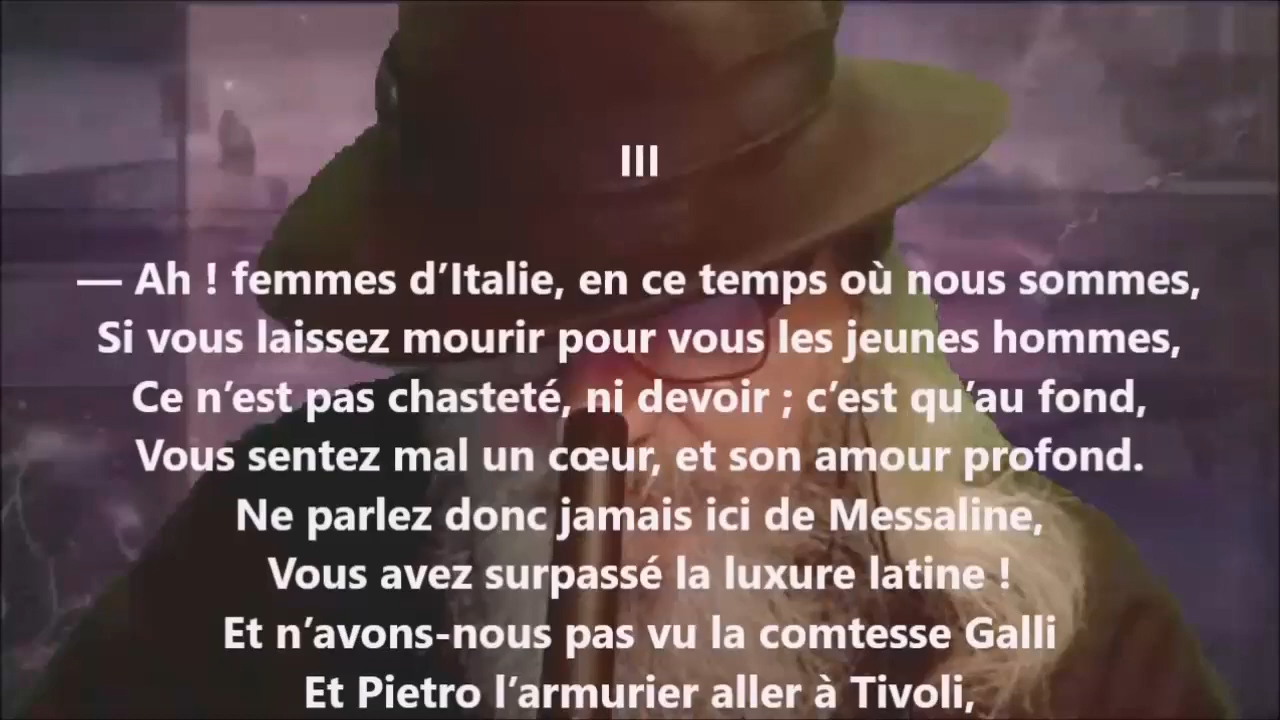 III
— Ah ! femmes d’Italie, en ce temps où nous sommes,
Si vous laissez mourir pour vous les jeunes hommes,
Ce n’est pas chasteté, ni devoir ; c’est qu’au fond,
Vous sentez mal un cœur, et son amour profond.
Ne parlez donc jamais ici de Messaline,
Vous avez surpassé la luxure latine !
Et n’avons-nous pas vu la comtesse Galli
Et Pietro l’armurier aller à Tivoli,